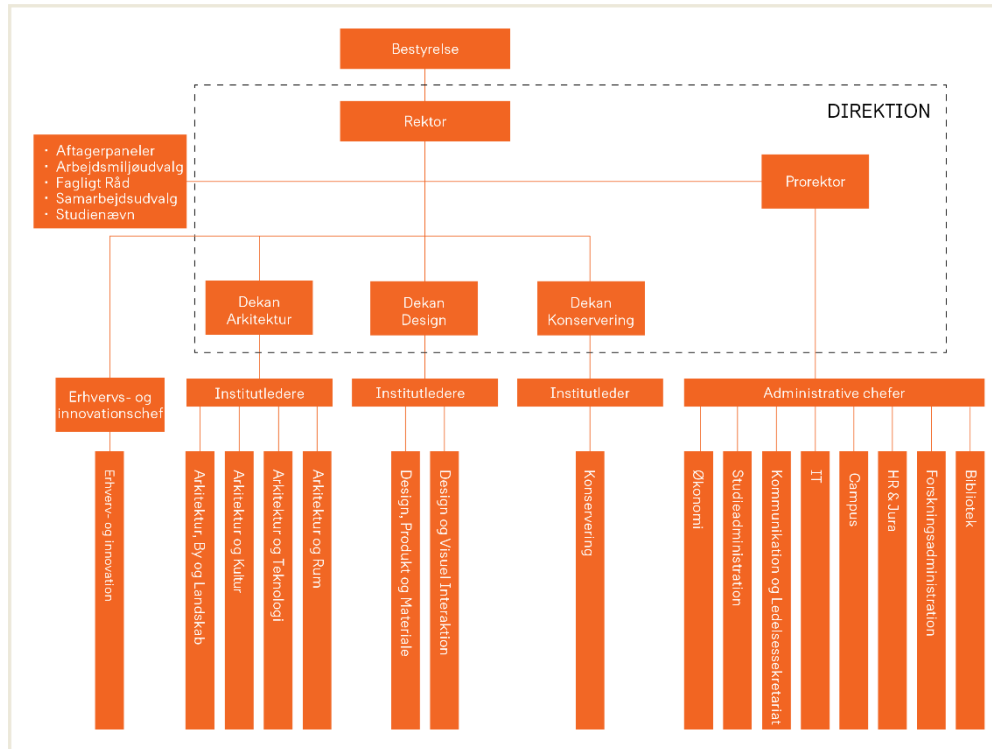 Bestyrelse
DIREKTION
Rektor
• Aftagerpaneler
• Arbejdsmiljøudvalg
• Fagligt Råd
• Samarbejdsudvalg
• Studienævn
Prorektor
Dekan
Arkitektur
Dekan
Design
Dekan
Konservering
Erhvervs- og
innovationschef
Institutledere
Institutledere
Institutleder
Administrative chefer
Erhverv- og innovation
Arkitektur, By og Landskab
Arkitektur og Kultur
Arkitektur og Teknologi
Arkitektur og Rum
Design, Produkt og Materiale
Design og Visuel Interaktion
Konservering
Økonomi
Studieadministration
Kommunikation og Ledelsessekretariat
IT
Campus
HR & Jura
Forskningsadministration
Bibliotek